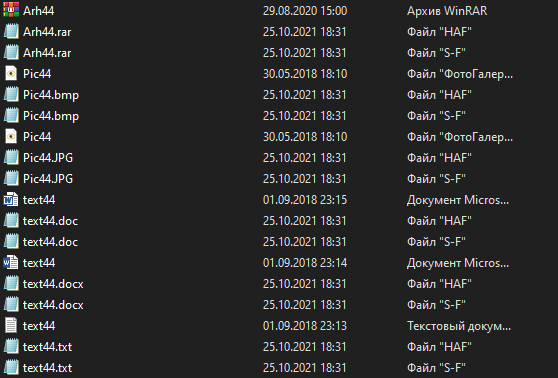 Arh44 29.08.2020 15:00 Архив WinRAR
Arh44.rar 25.10.2021 18:31 Файл "HAF"
Arh44.rar 25.10.2021 18:31 Файл "S-F"
Pic44 30.05.2018 18:10 Файл "ФотоГалер...
Pic44.bmp 25.10.2021 18:31 Файл "HAF"
Pic44.bmp 25.10.2021 18:31 Файл "S-F"
Pic44 30.05.2018 18:10 Файл "ФотоГалер...
Pic44.JPG 25.10.2021 18:31 Файл "HAF"
Pic44.JPG 25.10.2021 18:31 Файл "S-F"
text44 01.09.2018 23:15 Документ Micros...
text44.doc 25.10.2021 18:31 Файл "HAF"
text44.doc 25.10.2021 18:31 Файл "S-F"
text44 01.09.2018 23:14 Документ Micros...
text44.docx 25.10.2021 18:31 Файл "HAF"
text44.docx 25.10.2021 18:31 Файл "S-F"
text44 01.09.2018 23:13 Текстовый докум...
text44.txt 25.10.2021 18:31 Файл "HAF"
text44.txt 25.10.2021 18:31 Файл "S-F"